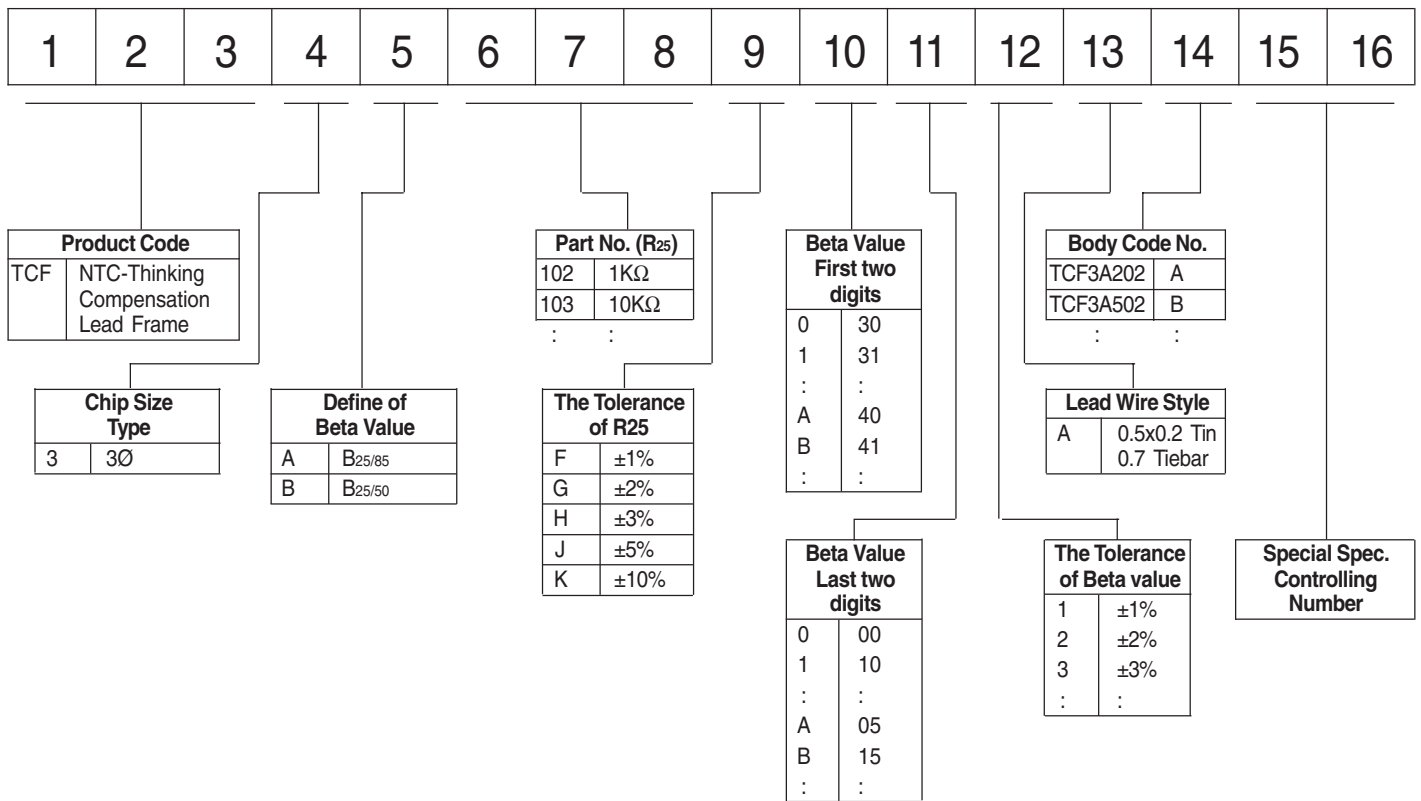 1 2 3 4 5 6 7 8 9 10 11 12 13 14 15 16
Product Code
TCF NTC-Thinking
Compensation
Lead Frame
Part No. (R25)
102 1KΩ
103 10KΩ
: :
Beta Value
First two
digits
0 30
1 31
: :
A 40
B 41
: :
Body Code No.
TCF3A202 A
TCF3A502 B
: :
Chip Size
Type
3 3Ø
Define of
Beta Value
A B25/85
B B25/50
The Tolerance
of R25
F ±1%
G ±2%
H ±3%
J ±5%
K ±10%
Lead Wire Style
A 0.5x0.2 Tin
0.7 Tiebar
Beta Value
Last two
digits
0 00
1 10
: :
A 05
B 15
: :
The Tolerance
of Beta value
1 ±1%
2 ±2%
3 ±3%
: :
Special Spec.
Controlling
Number